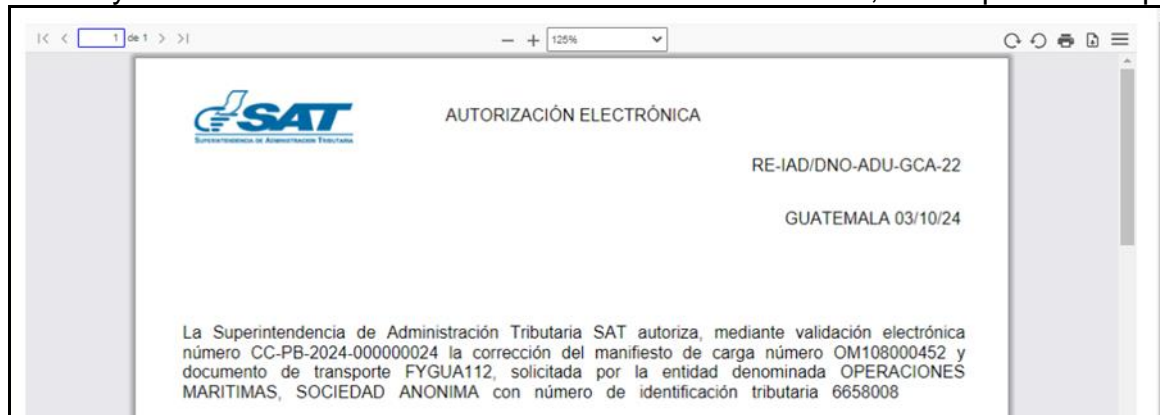 1 de 1
125%
SAT
SUPERINTENDENCIA DE ADMINISTRACIÓN TRIBUTARIA
AUTORIZACIÓN ELECTRÓNICA
RE-IAD/DNO-ADU-GCA-22
GUATEMALA 03/10/24
La Superintendencia de Administración Tributaria SAT autoriza, mediante validación electrónica
número CC-PB-2024-000000024 la corrección del manifiesto de carga número OM108000452 y
documento de transporte FYGUA112, solicitada por la entidad denominada OPERACIONES
MARITIMAS, SOCIEDAD ANONIMA con número de identificación tributaria 6658008